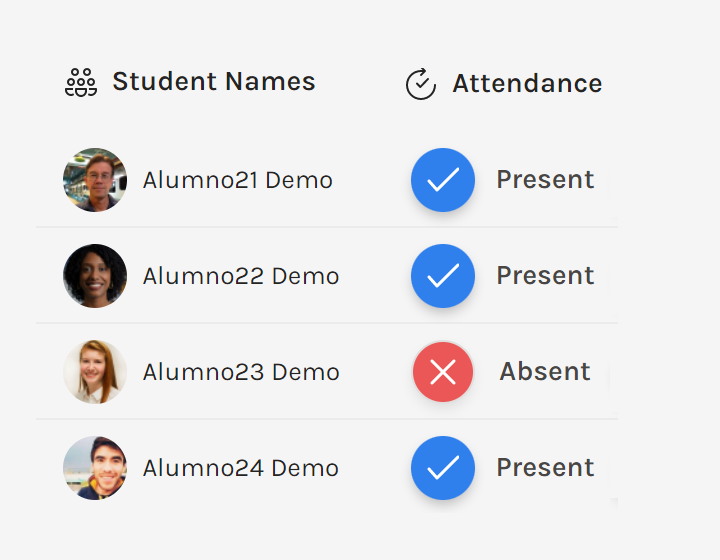 Student Names Attendance
Alumno21 Demo Present
Alumno22 Demo Present
Alumno23 Demo Absent
Alumno24 Demo Present